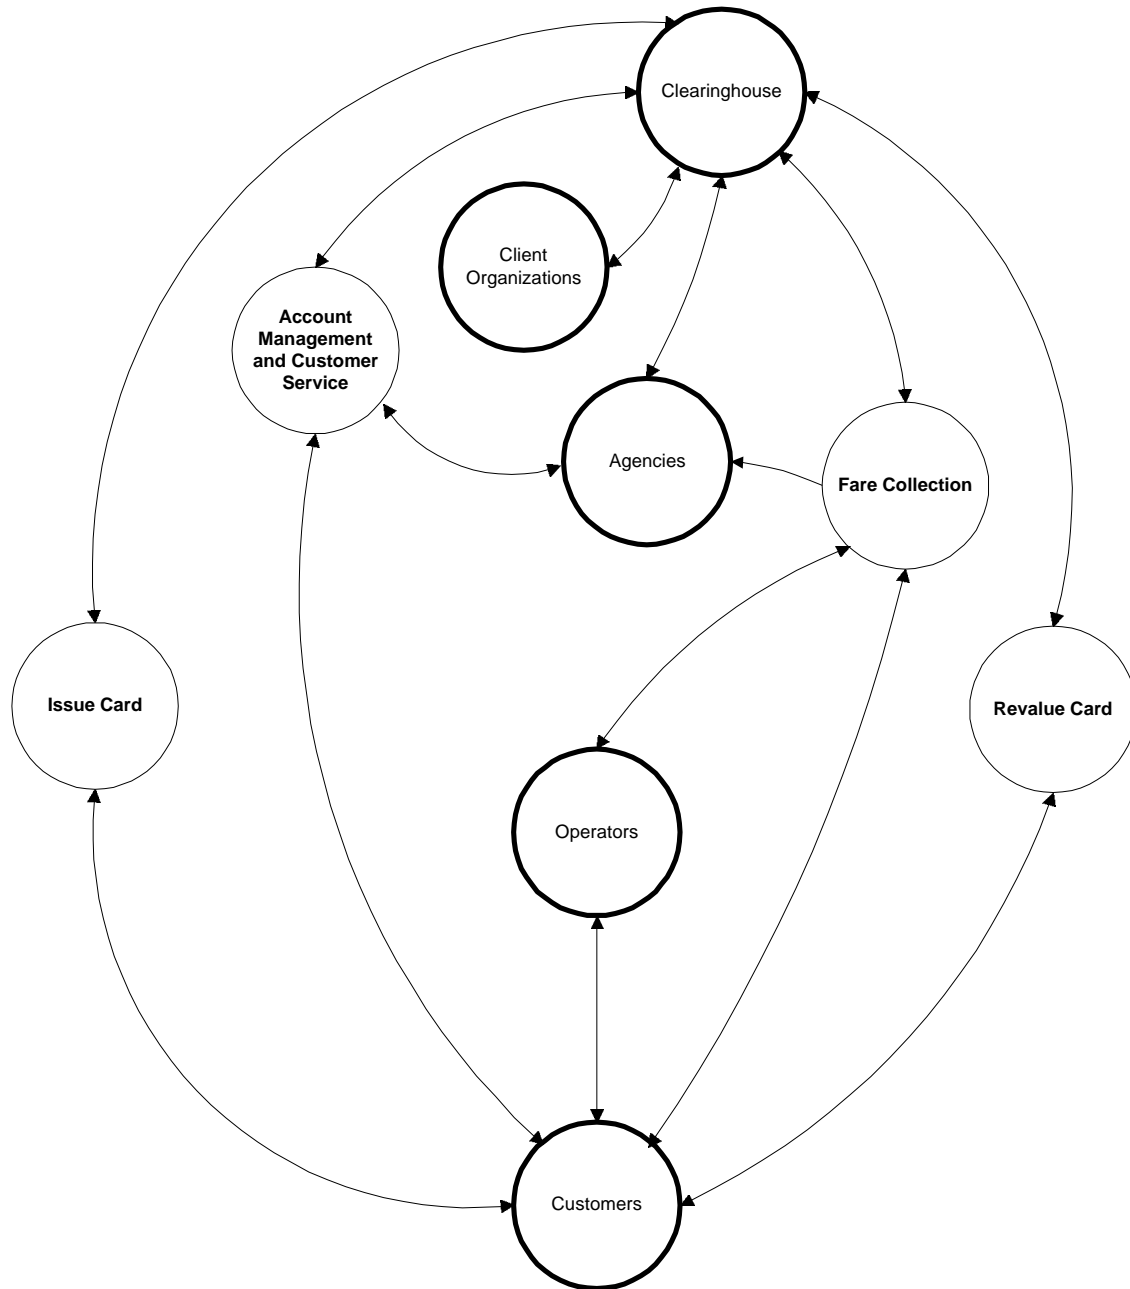 Clearinghouse
Client
Organizations
Account
Management
and Customer
Service
Agencies
Fare Collection
Issue Card
Revalue Card
Operators
Customers